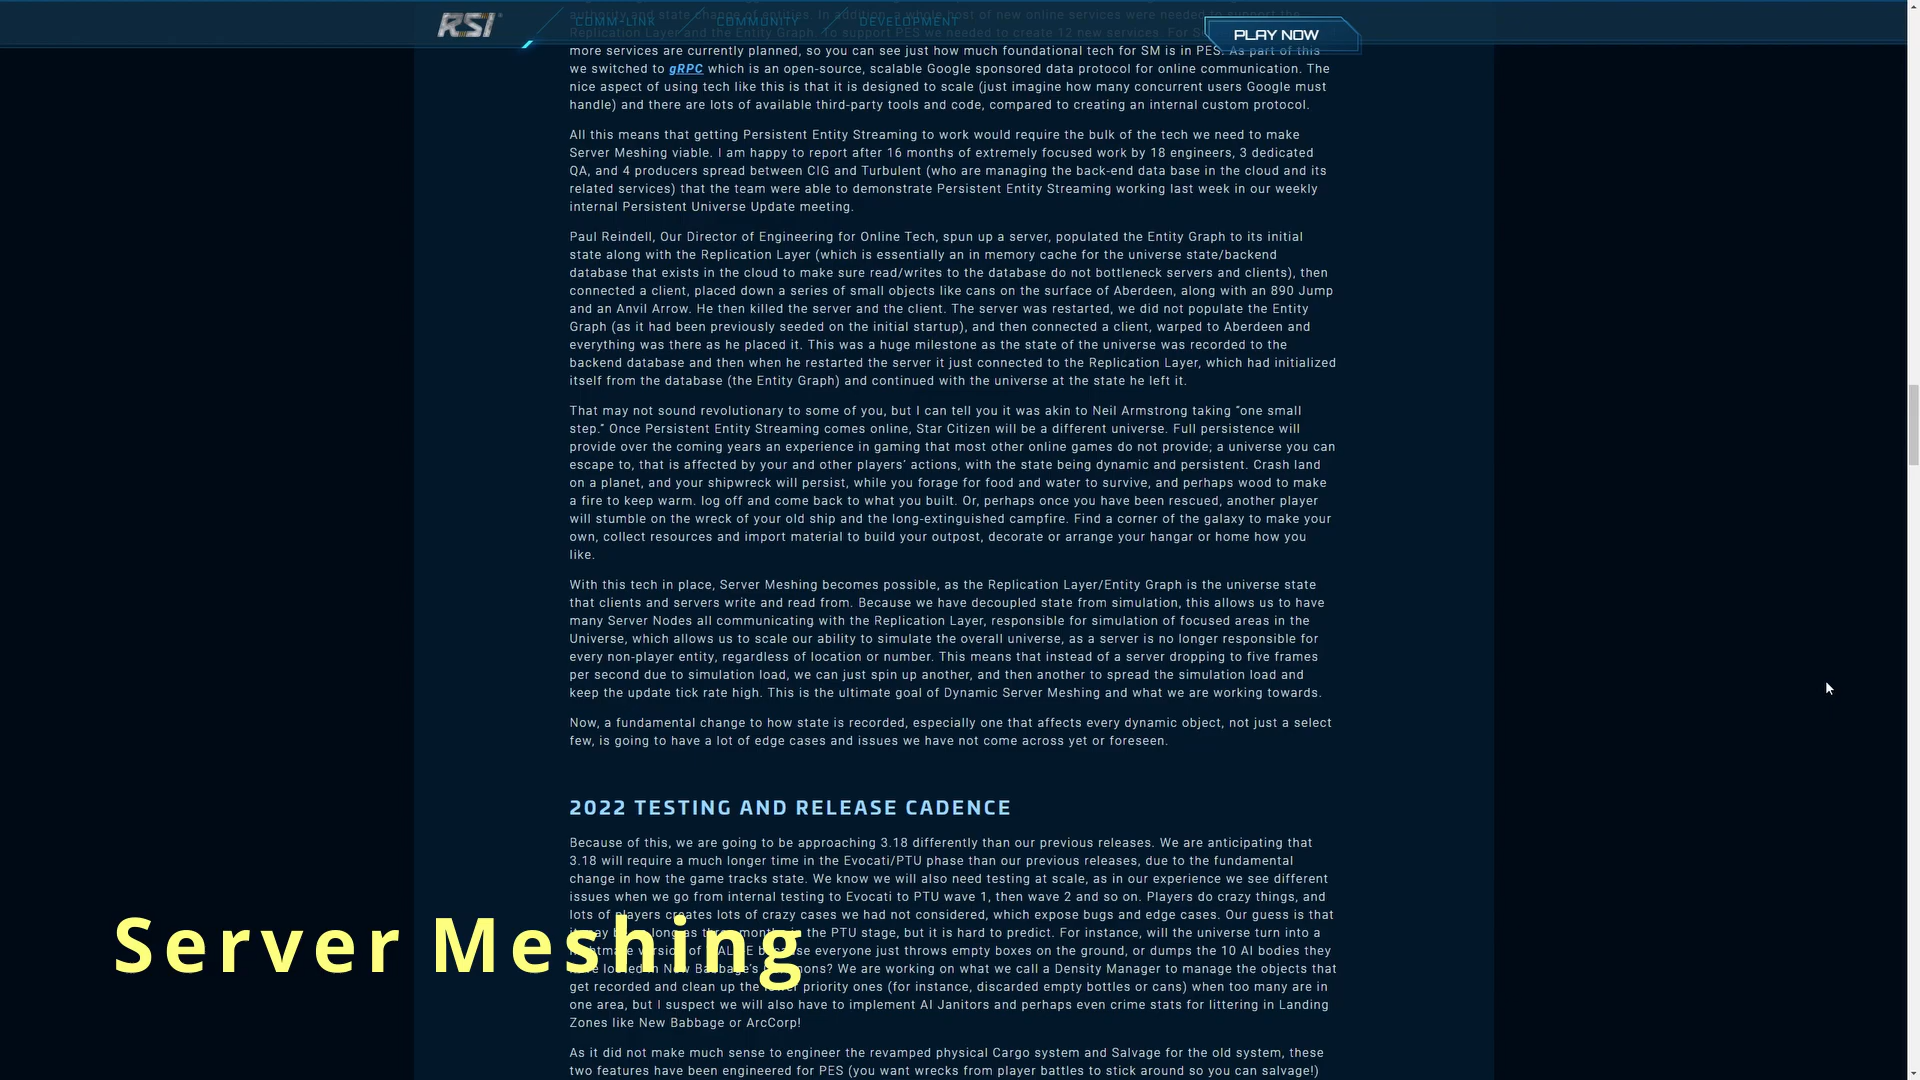 RSI
COMM-LINK
COMMUNITY
DEVELOPMENT
PLAY NOW
authority and state change of entities. In addition a whole host of new online services were needed to support the
Replication Layer and the Entity Graph. To support PES we needed to create 12 new services. For
more services are currently planned, so you can see just how much foundational tech for SM is in PES. As part of this
we switched to gRPC which is an open-source, scalable Google sponsored data protocol for online communication. The
nice aspect of using tech like this is that it is designed to scale (just imagine how many concurrent users Google must
handle) and there are lots of available third-party tools and code, compared to creating an internal custom protocol.
All this means that getting Persistent Entity Streaming to work would require the bulk of the tech we need to make
Server Meshing viable. I am happy to report after 16 months of extremely focused work by 18 engineers, 3 dedicated
QA, and 4 producers spread between CIG and Turbulent (who are managing the back-end data base in the cloud and its
related services) that the team were able to demonstrate Persistent Entity Streaming working last week in our weekly
internal Persistent Universe Update meeting.
Paul Reindell, Our Director of Engineering for Online Tech, spun up a server, populated the Entity Graph to its initial
state along with the Replication Layer (which is essentially an in memory cache for the universe state/backend
database that exists in the cloud to make sure read/writes to the database do not bottleneck servers and clients), then
connected a client, placed down a series of small objects like cans on the surface of Aberdeen, along with an 890 Jump
and an Anvil Arrow. He then killed the server and the client. The server was restarted, we did not populate the Entity
Graph (as it had been previously seeded on the initial startup), and then connected a client, warped to Aberdeen and
everything was there as he placed it. This was a huge milestone as the state of the universe was recorded to the
backend database and then when he restarted the server it just connected to the Replication Layer, which had initialized
itself from the database (the Entity Graph) and continued with the universe at the state he left it.
That may not sound revolutionary to some of you, but I can tell you it was akin to Neil Armstrong taking “one small
step.” Once Persistent Entity Streaming comes online, Star Citizen will be a different universe. Full persistence will
provide over the coming years an experience in gaming that most other online games do not provide; a universe you can
escape to, that is affected by your and other players’ actions, with the state being dynamic and persistent. Crash land
on a planet, and your shipwreck will persist, while you forage for food and water to survive, and perhaps wood to make
a fire to keep warm. log off and come back to what you built. Or, perhaps once you have been rescued, another player
will stumble on the wreck of your old ship and the long-extinguished campfire. Find a corner of the galaxy to make your
own, collect resources and import material to build your outpost, decorate or arrange your hangar or home how you
like.
With this tech in place, Server Meshing becomes possible, as the Replication Layer/Entity Graph is the universe state
that clients and servers write and read from. Because we have decoupled state from simulation, this allows us to have
many Server Nodes all communicating with the Replication Layer, responsible for simulation of focused areas in the
Universe, which allows us to scale our ability to simulate the overall universe, as a server is no longer responsible for
every non-player entity, regardless of location or number. This means that instead of a server dropping to five frames
per second due to simulation load, we can just spin up another, and then another to spread the simulation load and
keep the update tick rate high. This is the ultimate goal of Dynamic Server Meshing and what we are working towards.
Now, a fundamental change to how state is recorded, especially one that affects every dynamic object, not just a select
few, is going to have a lot of edge cases and issues we have not come across yet or foreseen.
2022 TESTING AND RELEASE CADENCE
Because of this, we are going to be approaching 3.18 differently than our previous releases. We are anticipating that
3.18 will require a much longer time in the Evocati/PTU phase than our previous releases, due to the fundamental
change in how the game tracks state. We know we will also need testing at scale, as in our experience we see different
issues when we go from internal testing to Evocati to PTU wave 1, then wave 2 and so on. Players do crazy things, and
lots of players creates lots of crazy cases we had not considered, which expose bugs and edge cases. Our guess is that
it may be long as three months in the PTU stage, but it is hard to predict. For instance, will the universe turn into a
nightmare version of because everyone just throws empty boxes on the ground, or dumps the 10 AI bodies they
have looted in New Babbage's commons? We are working on what we call a Density Manager to manage the objects that
get recorded and clean up the lower priority ones (for instance, discarded empty bottles or cans) when too many are in
one area, but I suspect we will also have to implement AI Janitors and perhaps even crime stats for littering in Landing
Zones like New Babbage or ArcCorp!
As it did not make much sense to engineer the revamped physical Cargo system and Salvage for the old system, these
two features have been engineered for PES (you want wrecks from player battles to stick around so you can salvage!)
Server Meshing